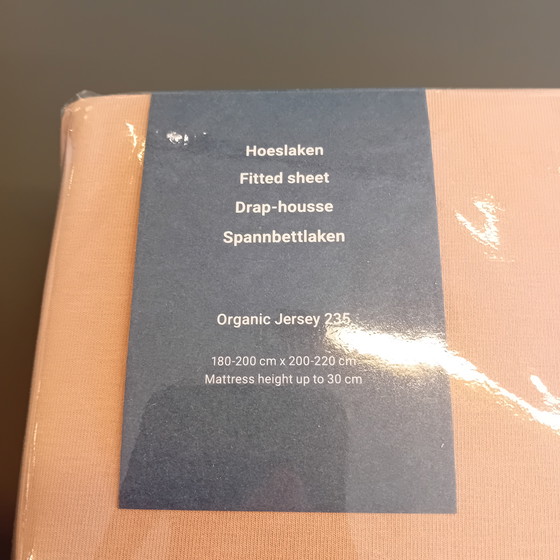 Hoeslaken
Fitted sheet
Drap-housse
Spannbettlaken
Organic Jersey 235
180-200 cm x 200-220 cm
Mattress height up to 30 cm